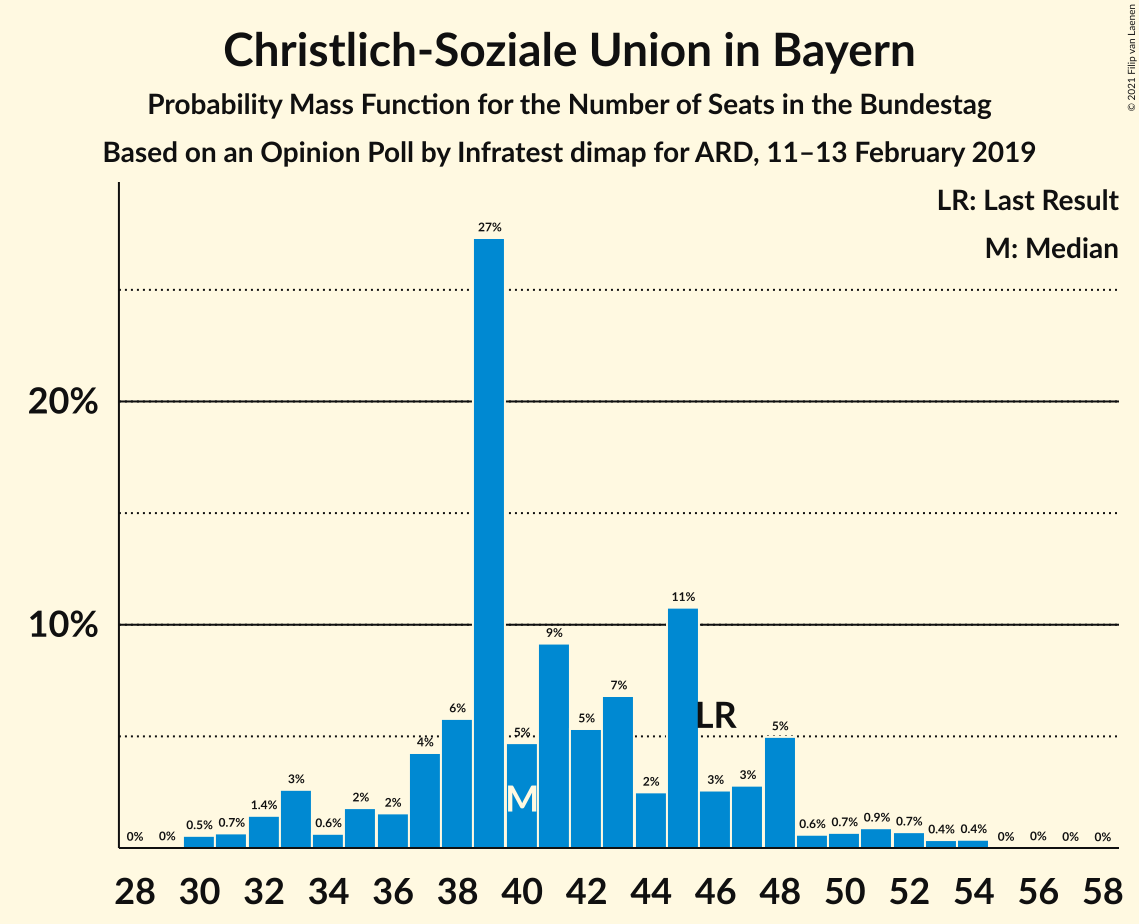 Christlich-Soziale Union in Bayern
Probability Mass Function for the Number of Seats in the Bundestag
Based on an Opinion Poll by Infratest dimap for ARD, 11–13 February 2019
© 2021 Filip van Laenen
LR: Last Result
M: Median
20%
10%
0% 0% 0.5% 0.7% 1.4% 3% 0.6% 2% 2% 4% 6% 27% 5% 9% 5% 7% 2% 11% 3% 3% 5% 0.6% 0.7% 0.9% 0.7% 0.4% 0.4% 0% 0% 0% 0%
LR
M
28 30 32 34 36 38 40 42 44 46 48 50 52 54 56 58